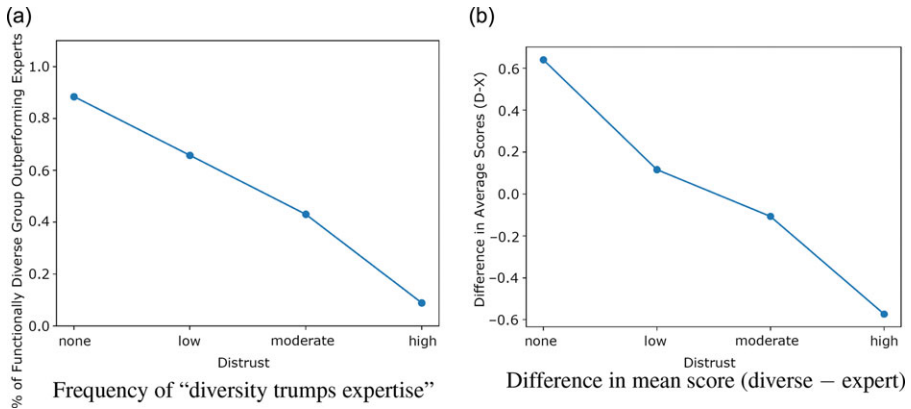 (a)
% of Functionally Diverse Group Outperforming Experts
1.0
0.8
0.6
0.4
0.2
0.0
none low moderate high
Distrust
Frequency of “diversity trumps expertise”
(b)
Difference in Average Scores (D-X)
0.6
0.4
0.2
0.0
−0.2
−0.4
−0.6
none low moderate high
Distrust
Difference in mean score (diverse − expert)